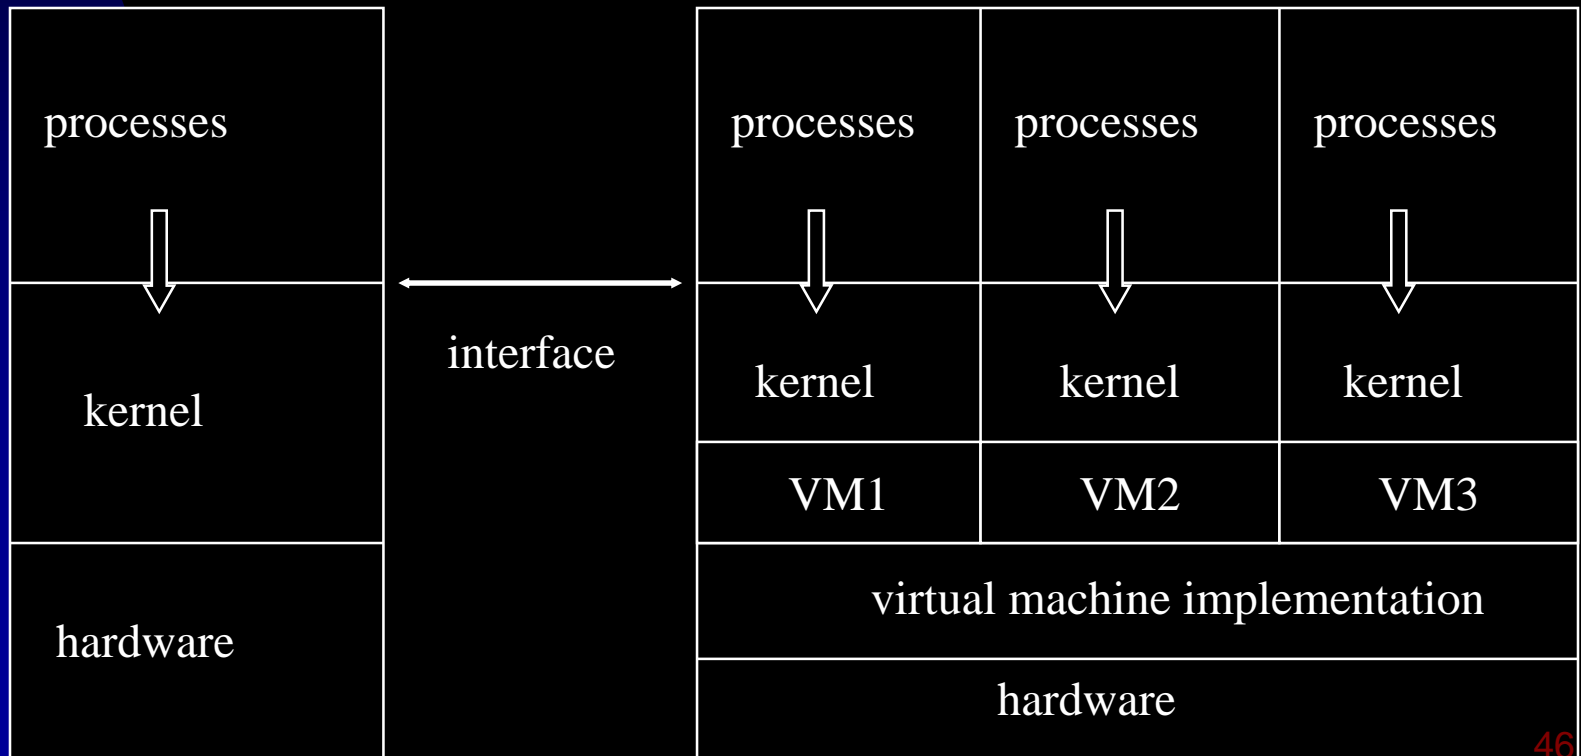 processes
processes processes processes
interface
kernel kernel kernel
kernel
VM1 VM2 VM3
virtual machine implementation
hardware
hardware
46